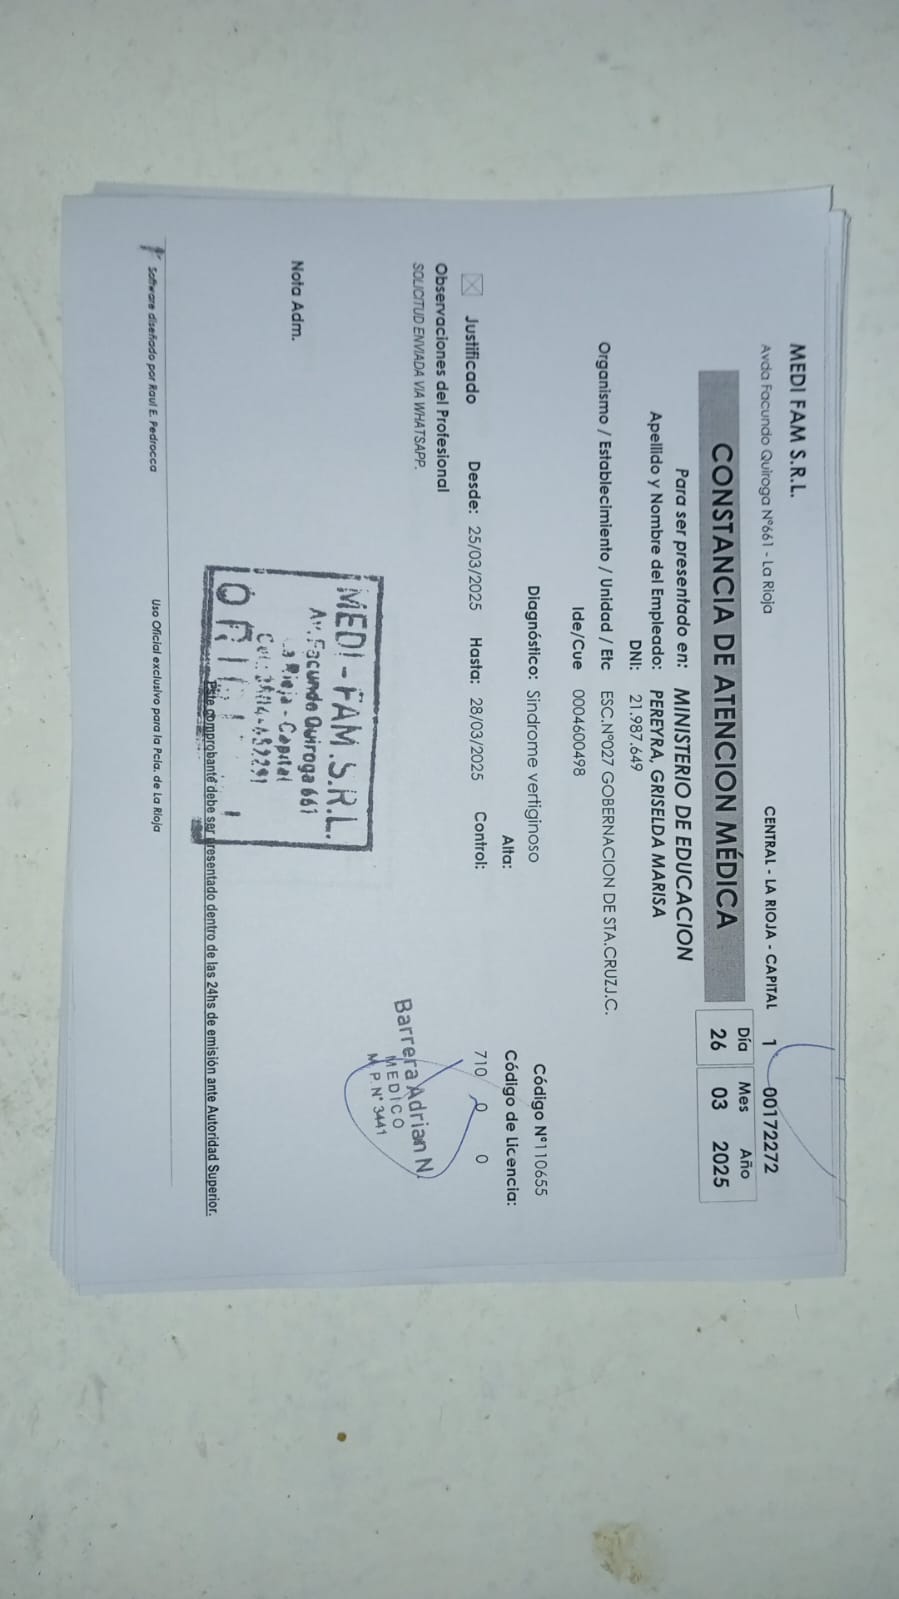 MEDI FAM S.R.L.
Avda Facundo Quiroga Nº661 - La Rioja
CENTRAL - LA RIOJA - CAPITAL 1 00172272
CONSTANCIA DE ATENCION MÉDICA
Día Mes Año
26 03 2025
Para ser presentado en: MINISTERIO DE EDUCACION
Apellido y Nombre del Empleado: PEREYRA, GRISELDA MARISA
DNI: 21.987.649
Organismo / Establecimiento / Unidad / Etc ESC.Nº027 GOBERNACION DE STA.CRUZJ.C.
Ide/Cue 0004600498
Diagnóstico: Sindrome vertiginoso
Código Nº110655
Alta:
Código de Licencia:
Justificado Desde: 25/03/2025 Hasta: 28/03/2025 Control: 710 0 0
Observaciones del Profesional
SOLICITUD ENVIADA VIA WHATSAPP.
Barrera Adrian N.
MEDICO
M.P Nº 3441
MEDI - FAM.S.R.L.
Av. Facundo Quiroga 661
La Rioja - Capital
Nota Adm.
Este comprobante debe ser presentado dentro de las 24hs de emisión ante Autoridad Superior.
Software diseñado por Raul E. Pedrocca
Uso Oficial exclusivo para la Pcia. de La Rioja